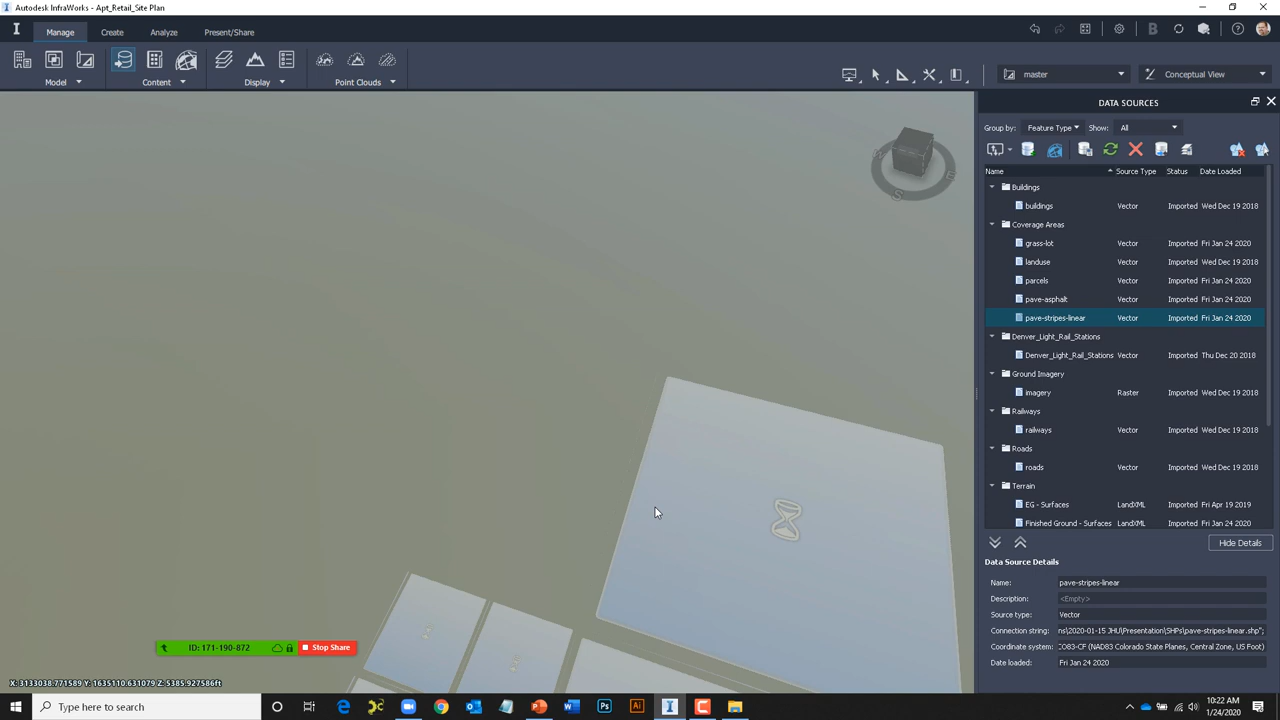 Autodesk InfraWorks - Apt_Retail_Site Plan
Manage Create Analyze Present/Share
Model Content Display Point Clouds
master Conceptual View
DATA SOURCES
Group by: Feature Type Show: All
Name Source Type Status Date Loaded
Buildings
buildings Vector Imported Wed Dec 19 2018
Coverage Areas
grass-lot Vector Imported Fri Jan 24 2020
landuse Vector Imported Wed Dec 19 2018
parcels Vector Imported Fri Jan 24 2020
pave-asphalt Vector Imported Fri Jan 24 2020
pave-stripes-linear Vector Imported Fri Jan 24 2020
Denver_Light_Rail_Stations
Denver_Light_Rail_Stations Vector Imported Thu Dec 20 2018
Ground Imagery
imagery Raster Imported Wed Dec 19 2018
Railways
railways Vector Imported Wed Dec 19 2018
Roads
roads Vector Imported Wed Dec 19 2018
Terrain
EG - Surfaces LandXML Imported Fri Apr 19 2019
Finished Ground - Surfaces LandXML Imported Fri Jan 24 2020
Hide Details
Data Source Details
Name: pave-stripes-linear
Description: <Empty>
Source type: Vector
Connection string: ns\2020-01-15 JHU\Presentation\SHPs\pave-stripes-linear.shp";
Coordinate system: CO83-CF (NAD83 Colorado State Planes, Central Zone, US Foot)
Date loaded: Fri Jan 24 2020
ID: 171-190-872 Stop Share
X: 3133038.771589 Y: 1635110.631079 Z: 5385.927586ft
Type here to search
10:22 AM
1/24/2020